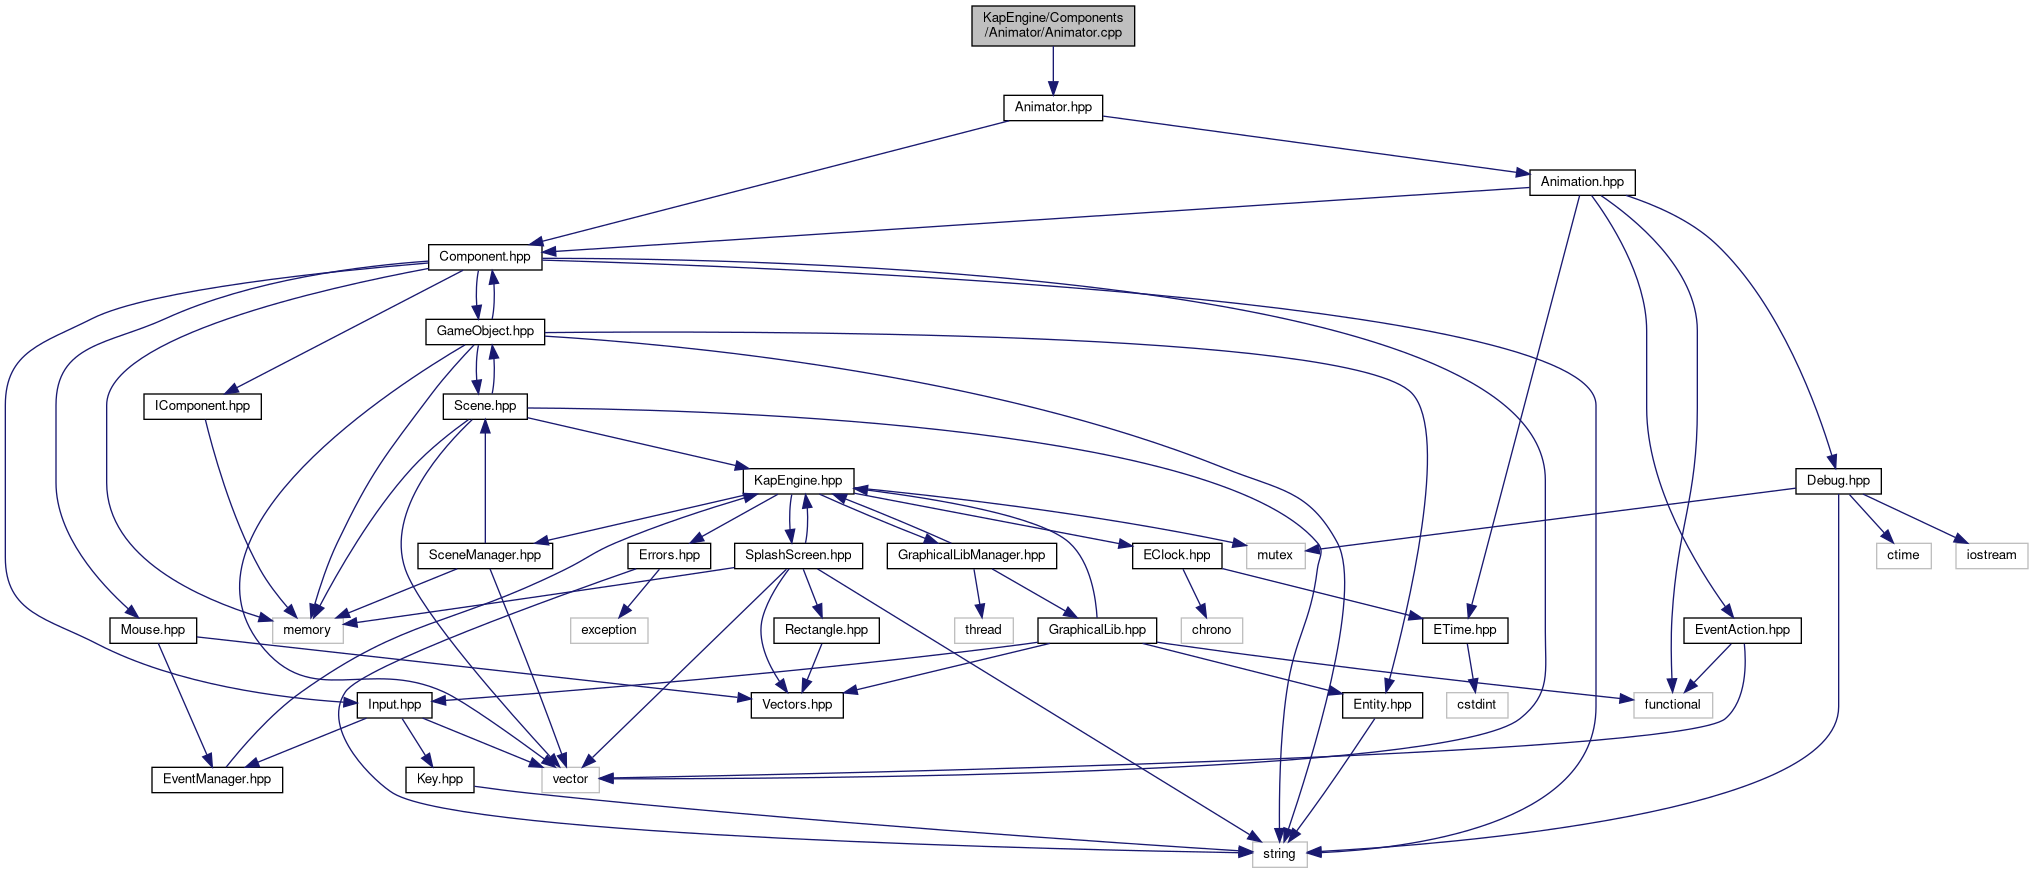 KapEngine/Components
/Animator/Animator.cpp
Animator.hpp
Animation.hpp
Component.hpp
GameObject.hpp
IComponent.hpp
Scene.hpp
KapEngine.hpp
Debug.hpp
SceneManager.hpp
Errors.hpp
SplashScreen.hpp
GraphicalLibManager.hpp
EClock.hpp
mutex
ctime
iostream
Mouse.hpp
memory
exception
Rectangle.hpp
thread
GraphicalLib.hpp
chrono
ETime.hpp
EventAction.hpp
Input.hpp
Vectors.hpp
Entity.hpp
cstdint
functional
EventManager.hpp
Key.hpp
vector
string